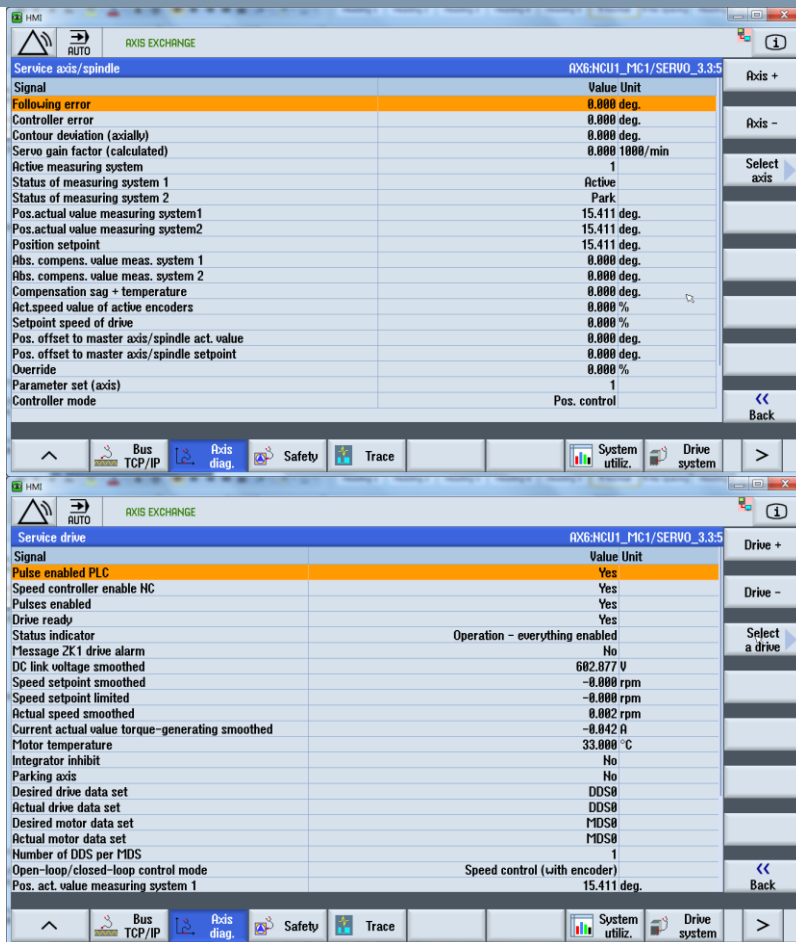 HMI
AUTO
AXIS EXCHANGE
Service axis/spindle AX6:NCU1_MC1/SERVO_3.3:5
Axis +
Signal Value Unit
Following error 0.000 deg.
Controller error 0.000 deg.
Axis -
Contour deviation (axially) 0.000 deg.
Servo gain factor (calculated) 0.000 1000/min
Active measuring system 1
Select
axis
Status of measuring system 1 Active
Status of measuring system 2 Park
Pos.actual value measuring system1 15.411 deg.
Pos.actual value measuring system2 15.411 deg.
Position setpoint 15.411 deg.
Abs. compens. value meas. system 1 0.000 deg.
Abs. compens. value meas. system 2 0.000 deg.
Compensation sag + temperature 0.000 deg.
Act.speed value of active encoders 0.000 %
Setpoint speed of drive 0.000 %
Pos. offset to master axis/spindle act. value 0.000 deg.
Pos. offset to master axis/spindle setpoint 0.000 deg.
Override 0.000 %
Parameter set (axis) 1
Controller mode Pos. control
<<
Back
Bus
TCP/IP
Axis
diag.
Safety
Trace
System
utiliz.
Drive
system
>
HMI
AUTO
AXIS EXCHANGE
Service drive AX6:NCU1_MC1/SERVO_3.3:5
Drive +
Signal Value Unit
Pulse enabled PLC Yes
Speed controller enable NC Yes
Drive -
Pulses enabled Yes
Drive ready Yes
Status indicator Operation - everything enabled
Select
a drive
Message ZK1 drive alarm No
DC link voltage smoothed 602.877 V
Speed setpoint smoothed -0.000 rpm
Speed setpoint limited -0.000 rpm
Actual speed smoothed 0.002 rpm
Current actual value torque-generating smoothed -0.042 A
Motor temperature 33.000 °C
Integrator inhibit No
Parking axis No
Desired drive data set DDS0
Actual drive data set DDS0
Desired motor data set MDS0
Actual motor data set MDS0
Number of DDS per MDS 1
Open-loop/closed-loop control mode Speed control (with encoder)
Pos. act. value measuring system 1 15.411 deg.
<<
Back
Bus
TCP/IP
Axis
diag.
Safety
Trace
System
utiliz.
Drive
system
>